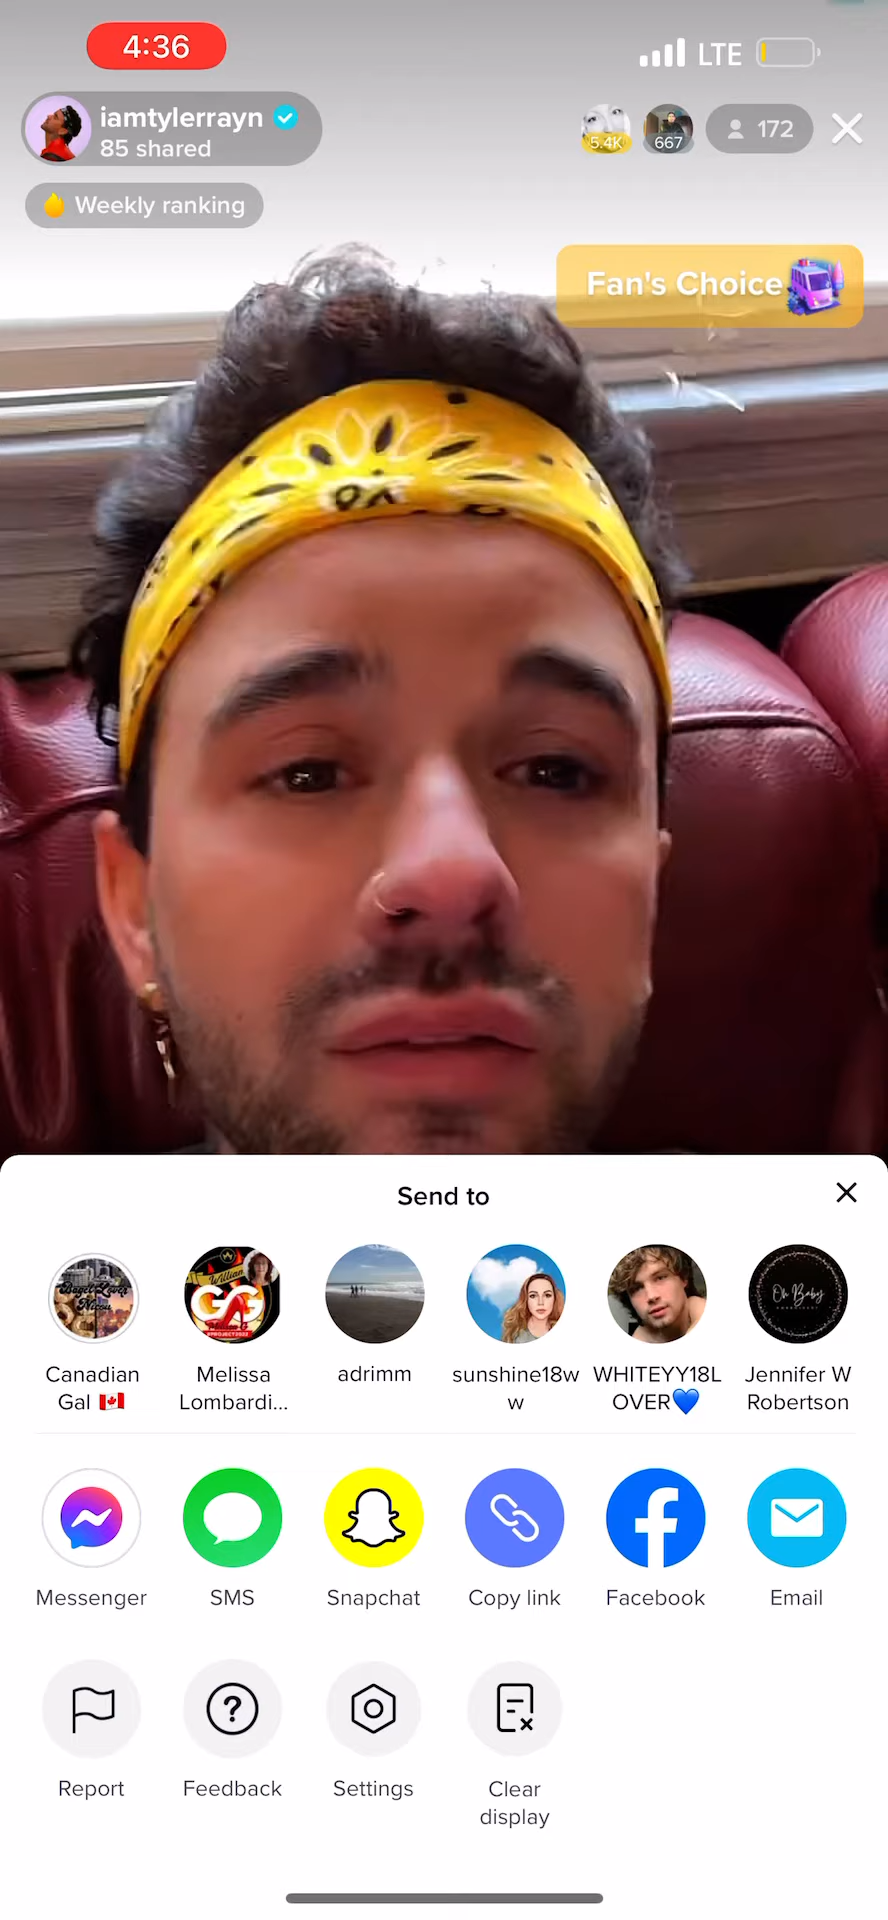 4:36
LTE
iamtylerrayn
85 shared
5.4K
667
172
Weekly ranking
Fan's Choice
Send to
Canadian
Gal 🇨🇦
Melissa
Lombardi...
adrimm
sunshine18w
w
WHITEYY18L
OVER💙
Jennifer W
Robertson
Oh Baby
Messenger
SMS
Snapchat
Copy link
Facebook
Email
Report
Feedback
Settings
Clear
display